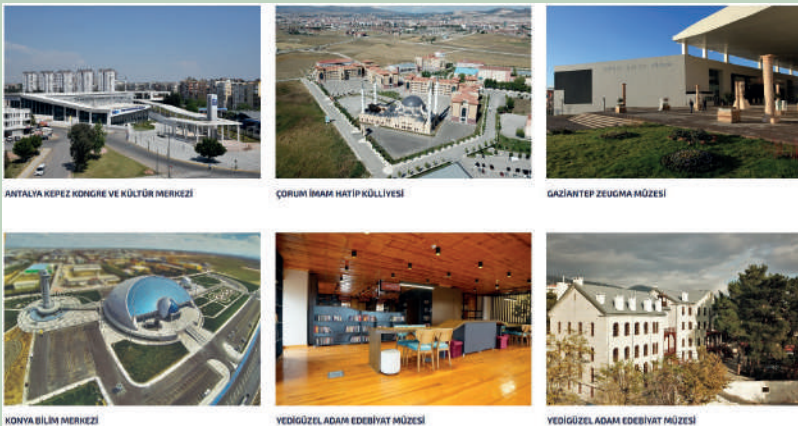 ANTALYA KEPEZ KONGRE VE KÜLTÜR MERKEZİ
ÇORUM İMAM HATİP KÜLLİYESİ
GAZİANTEP ZEUGMA MÜZESİ
KONYA BİLİM MERKEZİ
YEDİGÜZEL ADAM EDEBİYAT MÜZESİ
YEDİGÜZEL ADAM EDEBİYAT MÜZESİ